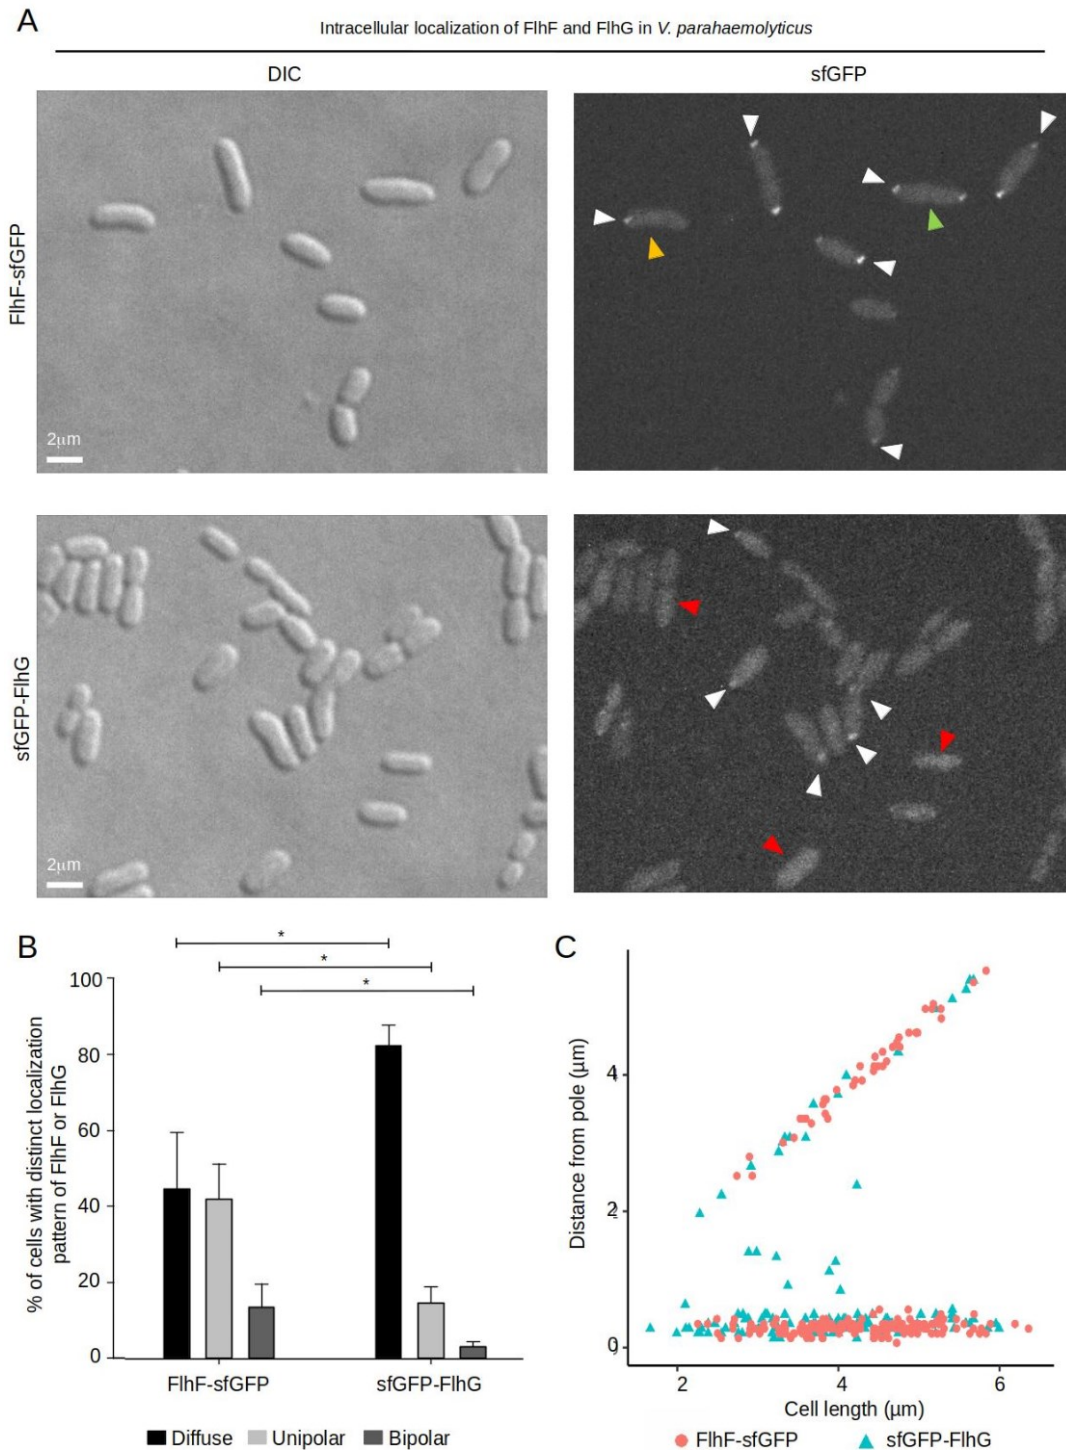 A
Intracellular localization of FlhF and FlhG in V. parahaemolyticus
DIC
sfGFP
FlhF-sfGFP
2µm
sfGFP-FlhG
2µm
B
*
*
*
% of cells with distinct localization
pattern of FlhF or FlhG
100
80
60
40
20
0
FlhF-sfGFP
sfGFP-FlhG
Diffuse
Unipolar
Bipolar
C
Distance from pole (µm)
4
2
0
2
4
6
Cell length (µm)
FlhF-sfGFP
sfGFP-FlhG